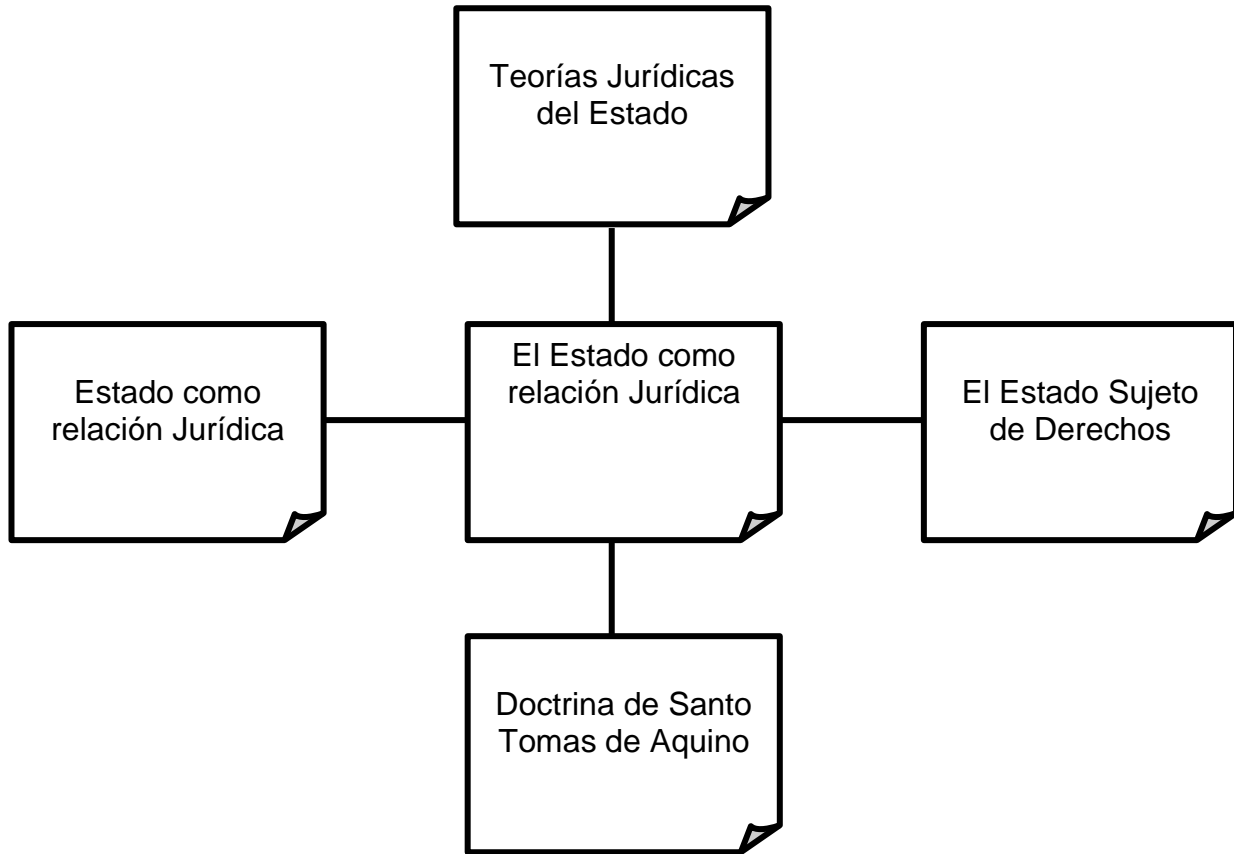 Teorías Jurídicas
del Estado
Estado como
relación Jurídica
El Estado como
relación Jurídica
El Estado Sujeto
de Derechos
Doctrina de Santo
Tomas de Aquino